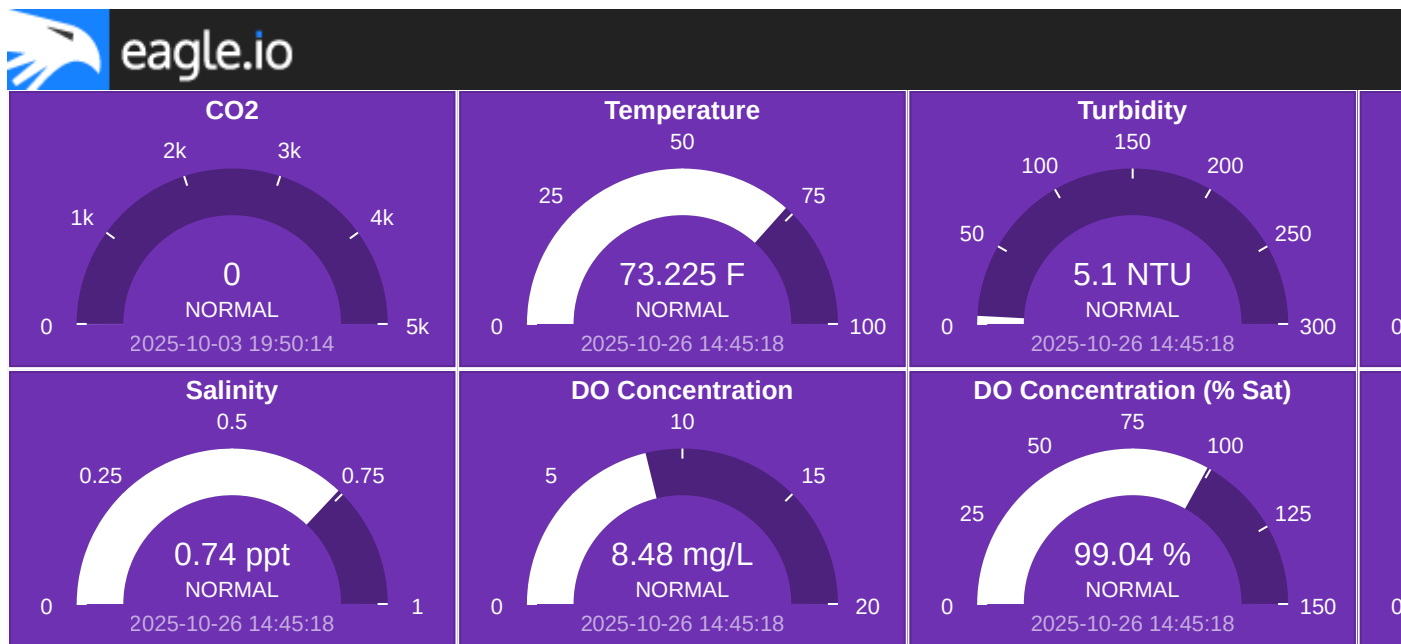 eagle.io
CO2
0
1k
2k
3k
4k
5k
0
NORMAL
2025-10-03 19:50:14
Temperature
0
25
50
75
100
73.225 F
NORMAL
2025-10-26 14:45:18
Turbidity
0
50
100
150
200
250
300
5.1 NTU
NORMAL
2025-10-26 14:45:18
0
Salinity
0
0.25
0.5
0.75
1
0.74 ppt
NORMAL
2025-10-26 14:45:18
DO Concentration
0
5
10
15
20
8.48 mg/L
NORMAL
2025-10-26 14:45:18
DO Concentration (% Sat)
0
25
50
75
100
125
150
99.04 %
NORMAL
2025-10-26 14:45:18
0